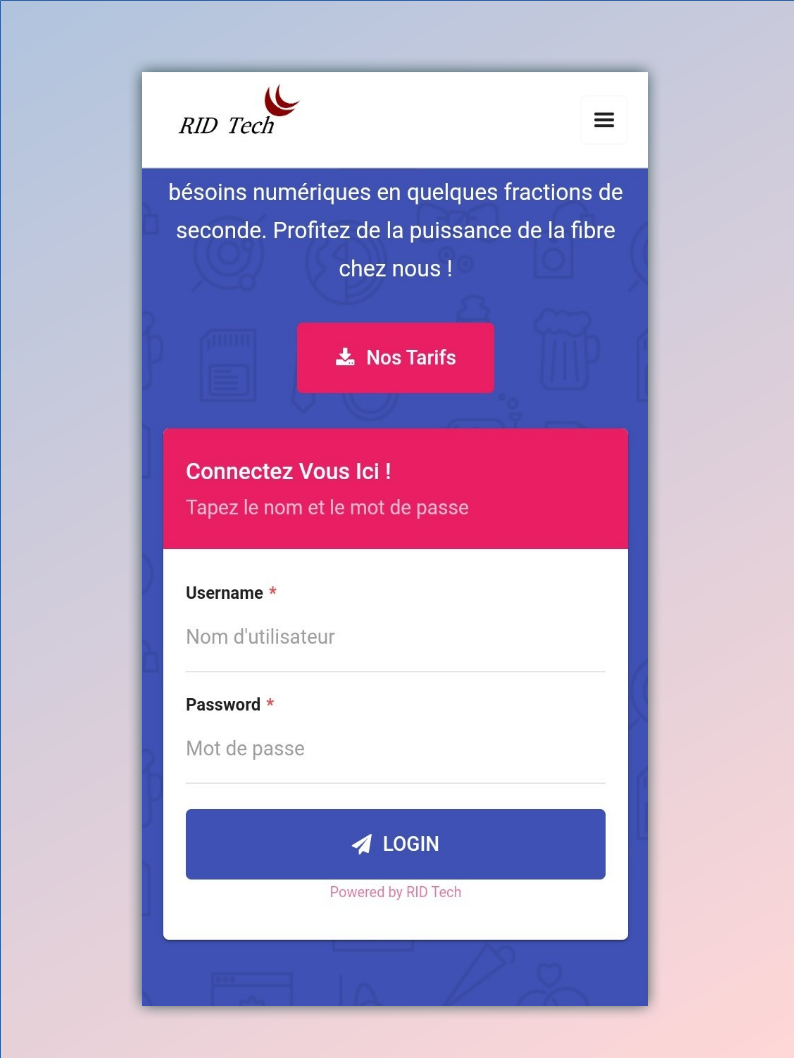 RID Tech
bésoins numériques en quelques fractions de
seconde. Profitez de la puissance de la fibre
chez nous !
Nos Tarifs
Connectez Vous Ici !
Tapez le nom et le mot de passe
Username *
Nom d'utilisateur
Password *
Mot de passe
LOGIN
Powered by RID Tech